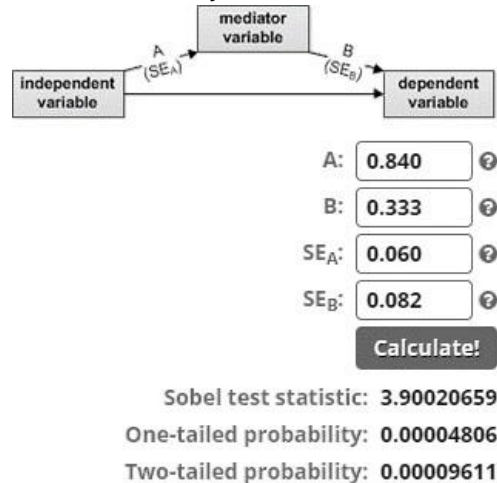 mediator
variable
A
(SEA)
B
(SEB)
independent
variable
dependent
variable
A: 0.840
B: 0.333
SEA: 0.060
SEB: 0.082
Calculate!
Sobel test statistic: 3.90020659
One-tailed probability: 0.00004806
Two-tailed probability: 0.00009611